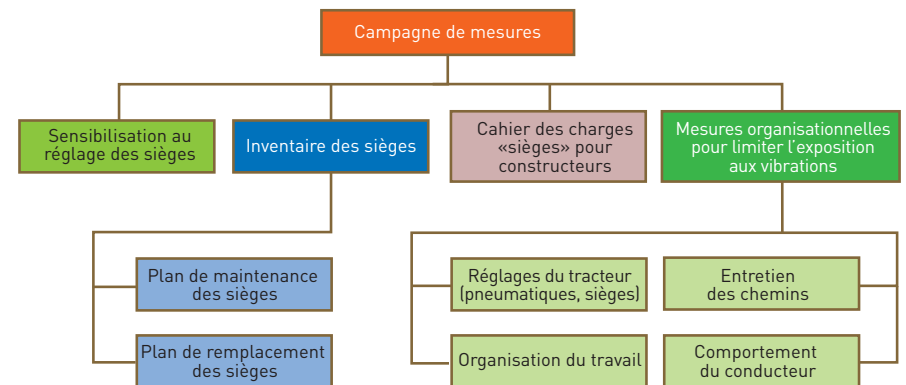 Campagne de mesures
Sensibilisation au
réglage des sièges
Inventaire des sièges
Cahier des charges
«sièges» pour
constructeurs
Mesures organisationnelles
pour limiter l’exposition
aux vibrations
Plan de maintenance
des sièges
Plan de remplacement
des sièges
Réglages du tracteur
(pneumatiques, sièges)
Organisation du travail
Entretien
des chemins
Comportement
du conducteur